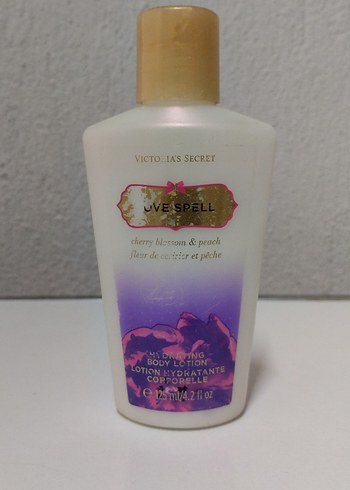 VICTORIA'S SECRET
OVE SPELL
cherry blossom & peach
fleur de cerisier et pêche
HYDRATING
BODY LOTION
LOTION HYDRATANTE
CORPORELLE
℮ 125 ml/4.2 fl oz